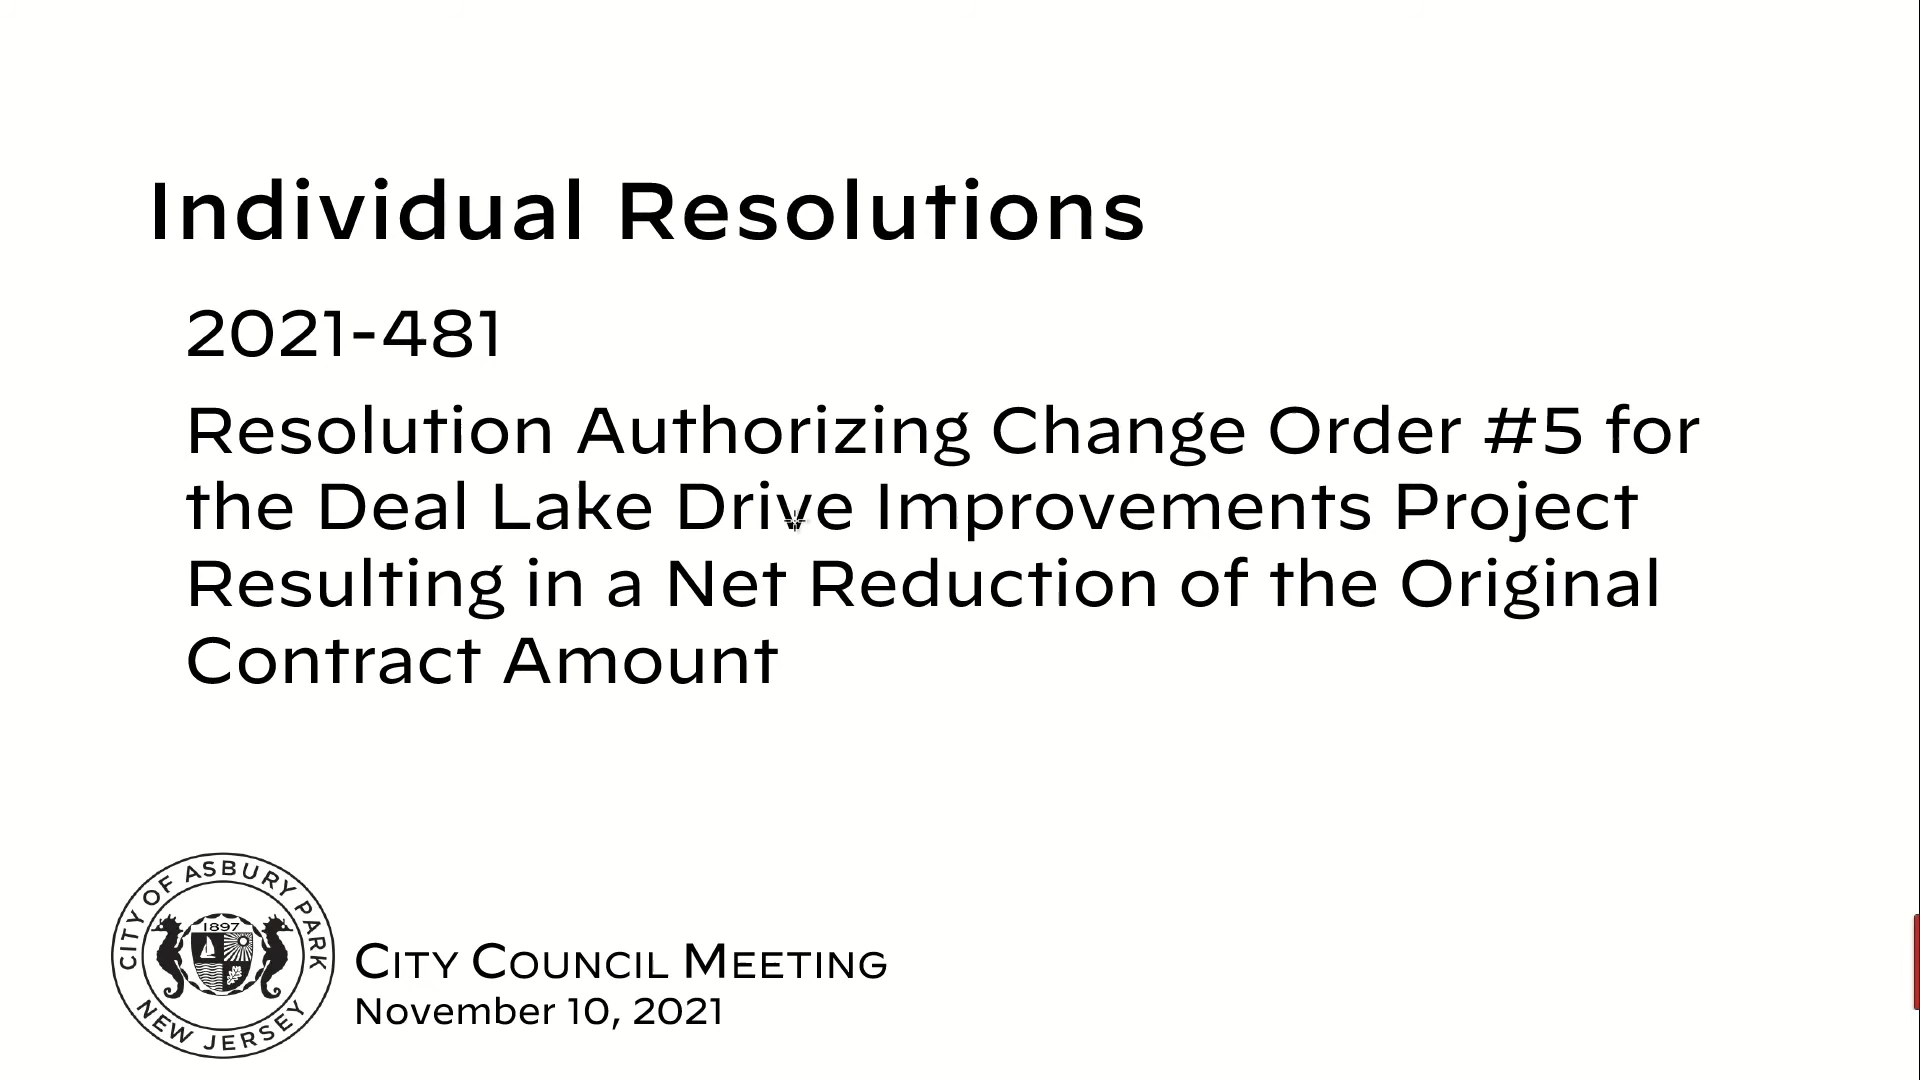 Individual Resolutions
2021-481
Resolution Authorizing Change Order #5 for
the Deal Lake Drive Improvements Project
Resulting in a Net Reduction of the Original
Contract Amount
CITY OF ASBURY PARK
1897
NEW JERSEY
CITY COUNCIL MEETING
November 10, 2021